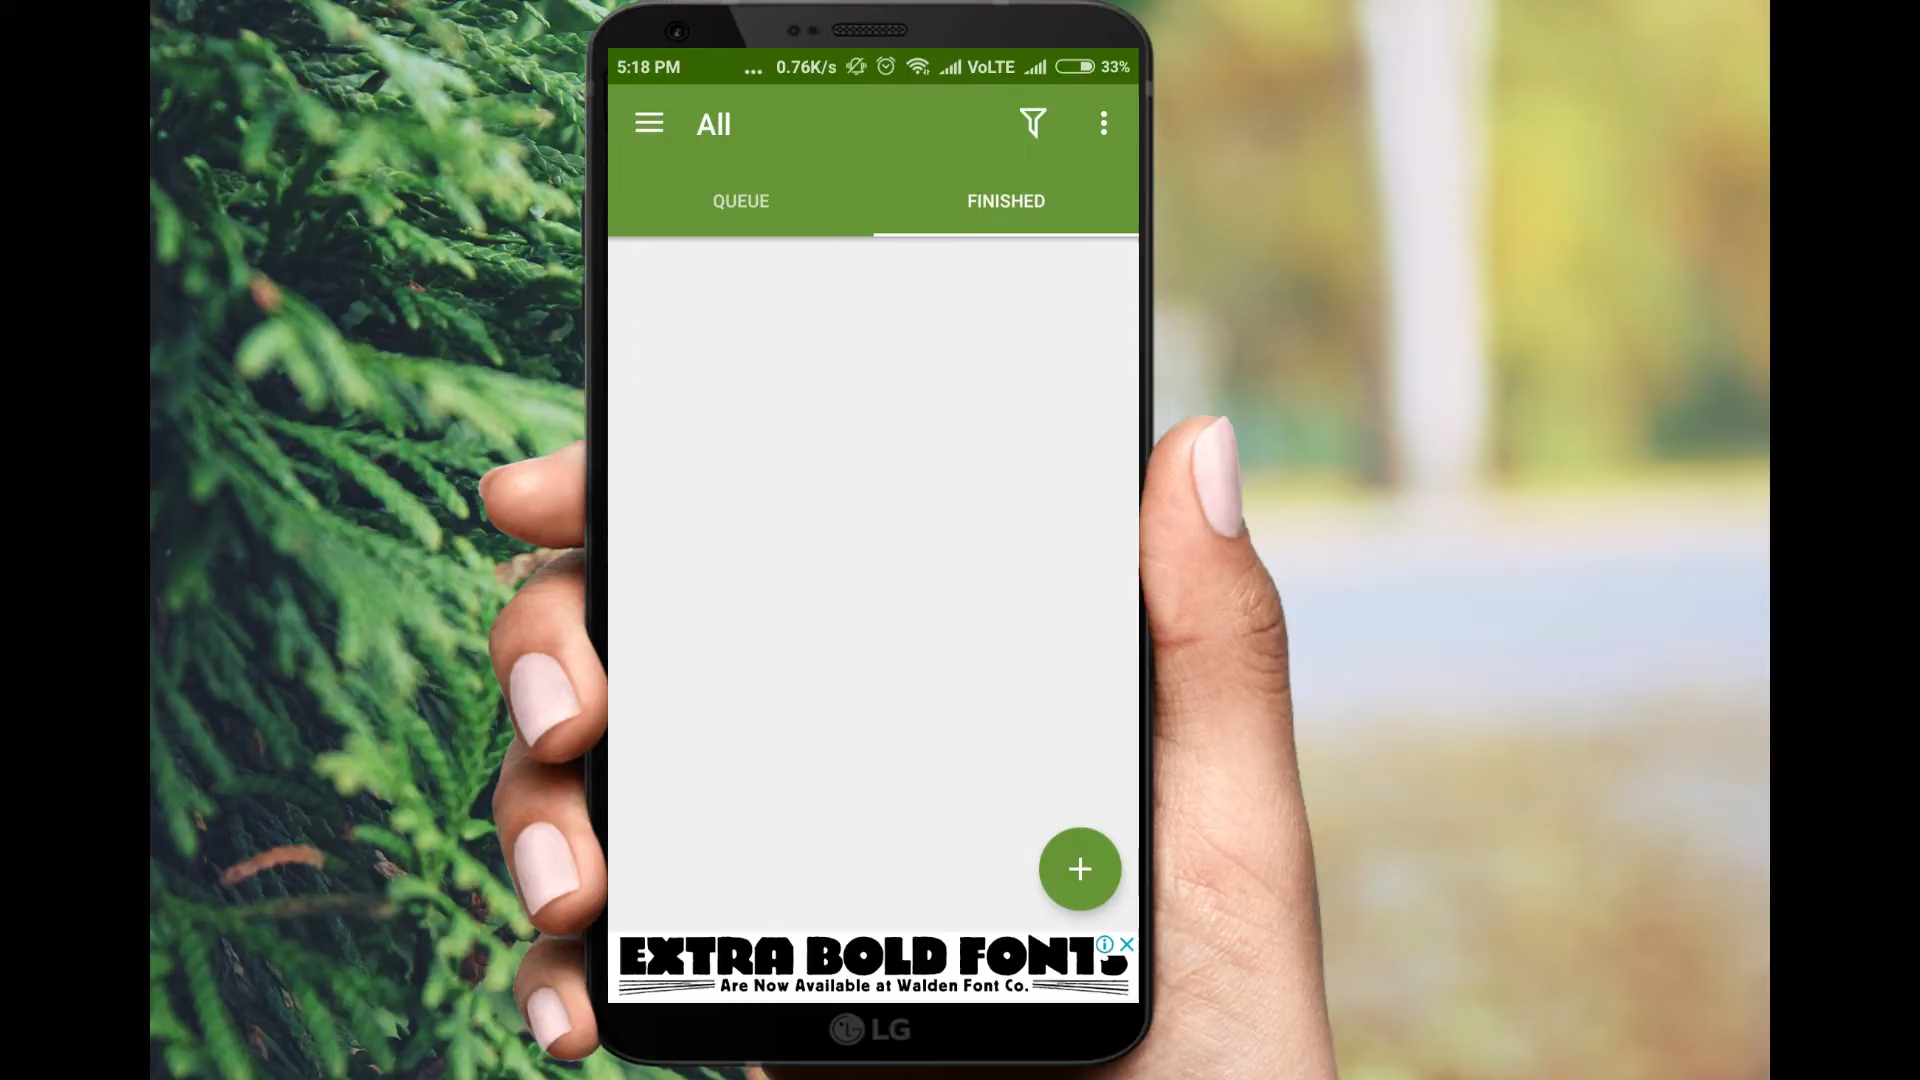 5:18 PM ... 0.76K/s VoLTE 33%
All
QUEUE FINISHED
EXTRA BOLD FONTS
Are Now Available at Walden Font Co.
LG